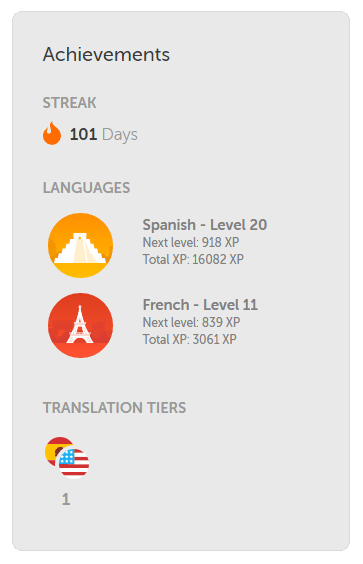 Achievements
STREAK
101 Days
LANGUAGES
Spanish - Level 20
Next level: 918 XP
Total XP: 16082 XP
French - Level 11
Next level: 839 XP
Total XP: 3061 XP
TRANSLATION TIERS
1